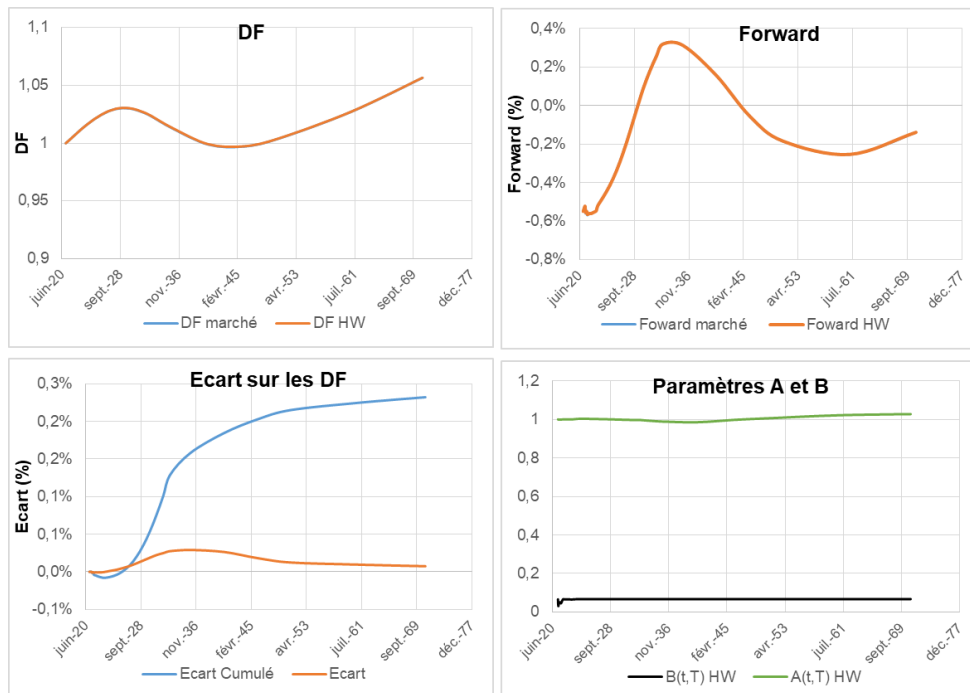 DF
1,1
1,05
1
0,95
0,9
DF
juin-20
sept.-28
nov.-36
févr.-45
avr.-53
juil.-61
sept.-69
déc.-77
DF marché DF HW
Forward
0,4%
0,2%
0,0%
-0,2%
-0,4%
-0,6%
-0,8%
Forward (%)
juin-20
sept.-28
nov.-36
févr.-45
avr.-53
juil.-61
sept.-69
déc.-77
Foward marché Foward HW
Ecart sur les DF
0,3%
0,2%
0,2%
0,1%
0,1%
0,0%
-0,1%
Ecart (%)
juin-20
sept.-28
nov.-36
févr.-45
avr.-53
juil.-61
sept.-69
déc.-77
Ecart Cumulé Ecart
Paramètres A et B
1,2
1
0,8
0,6
0,4
0,2
0
juin-20
sept.-28
nov.-36
févr.-45
avr.-53
juil.-61
sept.-69
déc.-77
B(t,T) HW A(t,T) HW